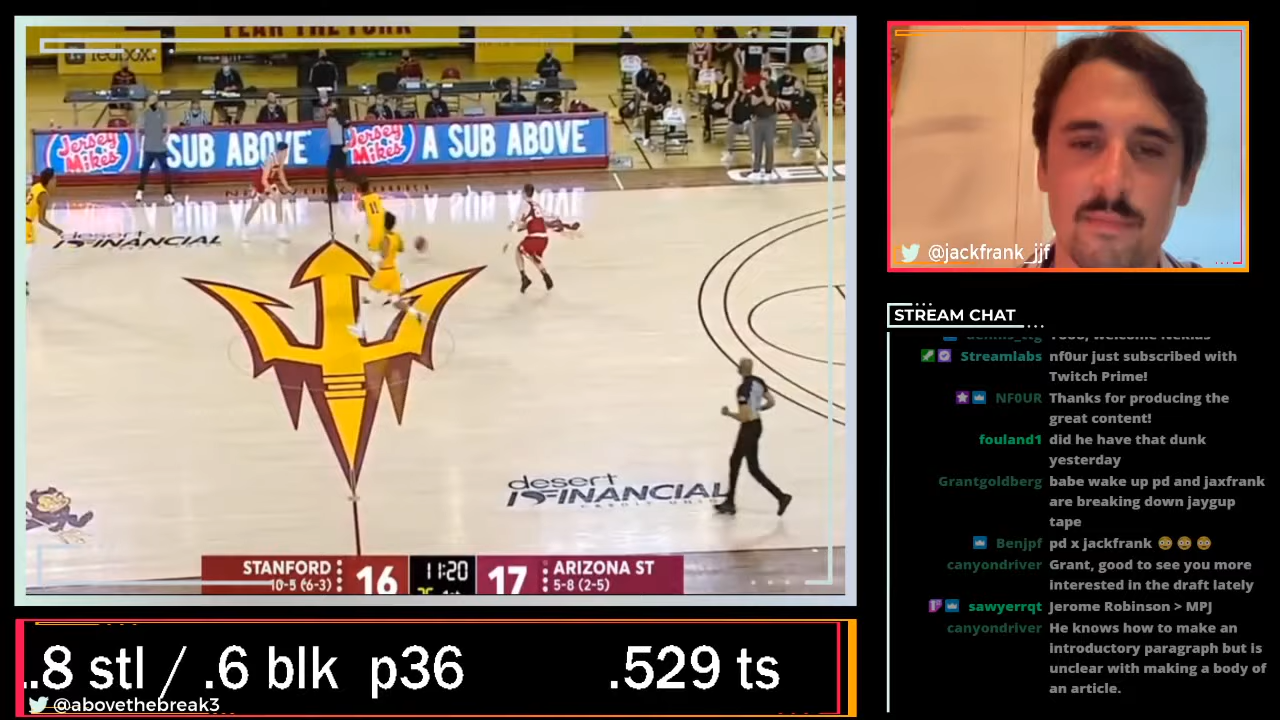 FEAR THE FORK
redbox.
Jersey Mike's
A SUB ABOVE
Jersey Mike's
A SUB ABOVE
11
FINANCIAL
desert
FINANCIAL
CREDIT UNION
STANFORD
10-5 (6-3)
16
11:20
17
ARIZONA ST
5-8 (2-5)
.8 stl / .6 blk p36 .529 ts
@abovethebreak3
@jackfrank_jjf
STREAM CHAT
Streamlabs nf0ur just subscribed with
Twitch Prime!
NF0UR Thanks for producing the
great content!
fouland1 did he have that dunk
yesterday
Grantgoldberg babe wake up pd and jaxfrank
are breaking down jaygup
tape
Benjpf pd x jackfrank 😳 😳 😳
canyondriver Grant, good to see you more
interested in the draft lately
sawyerrqt Jerome Robinson > MPJ
canyondriver He knows how to make an
introductory paragraph but is
unclear with making a body of
an article.